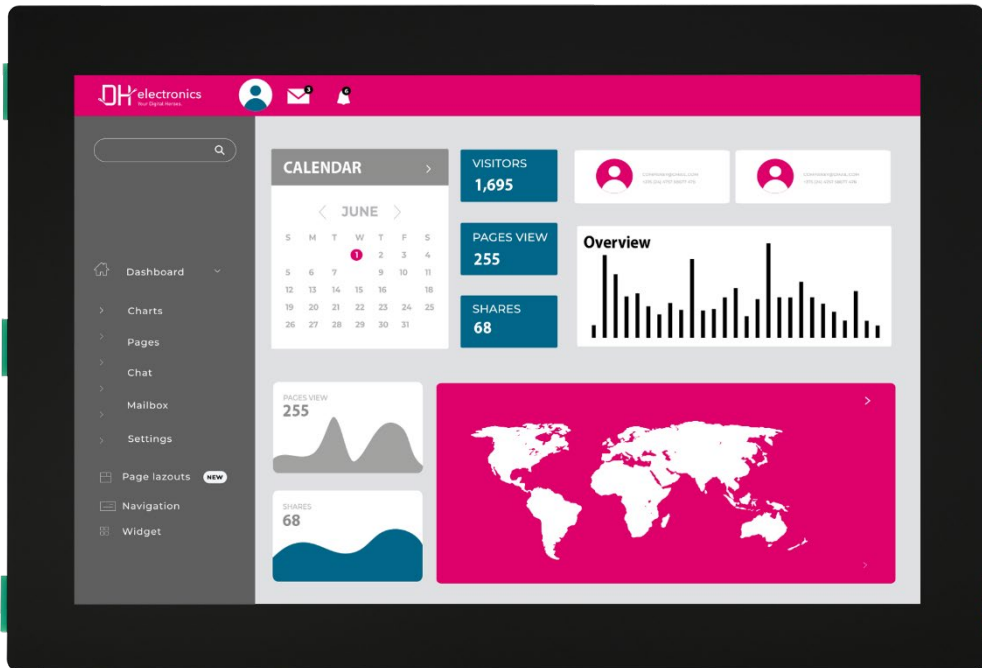 DH electronics
Your Digital Heroes.
3
6
CALENDAR
JUNE
S M T W T F S
1 2 3 4
5 6 7 9 10 11
12 13 14 15 16 18
19 20 21 22 23 24 25
26 27 28 29 30 31
VISITORS
1,695
PAGES VIEW
255
SHARES
68
Overview
Dashboard
Charts
Pages
Chat
Mailbox
Settings
Page lazouts NEW
Navigation
Widget
PAGES VIEW
255
SHARES
68